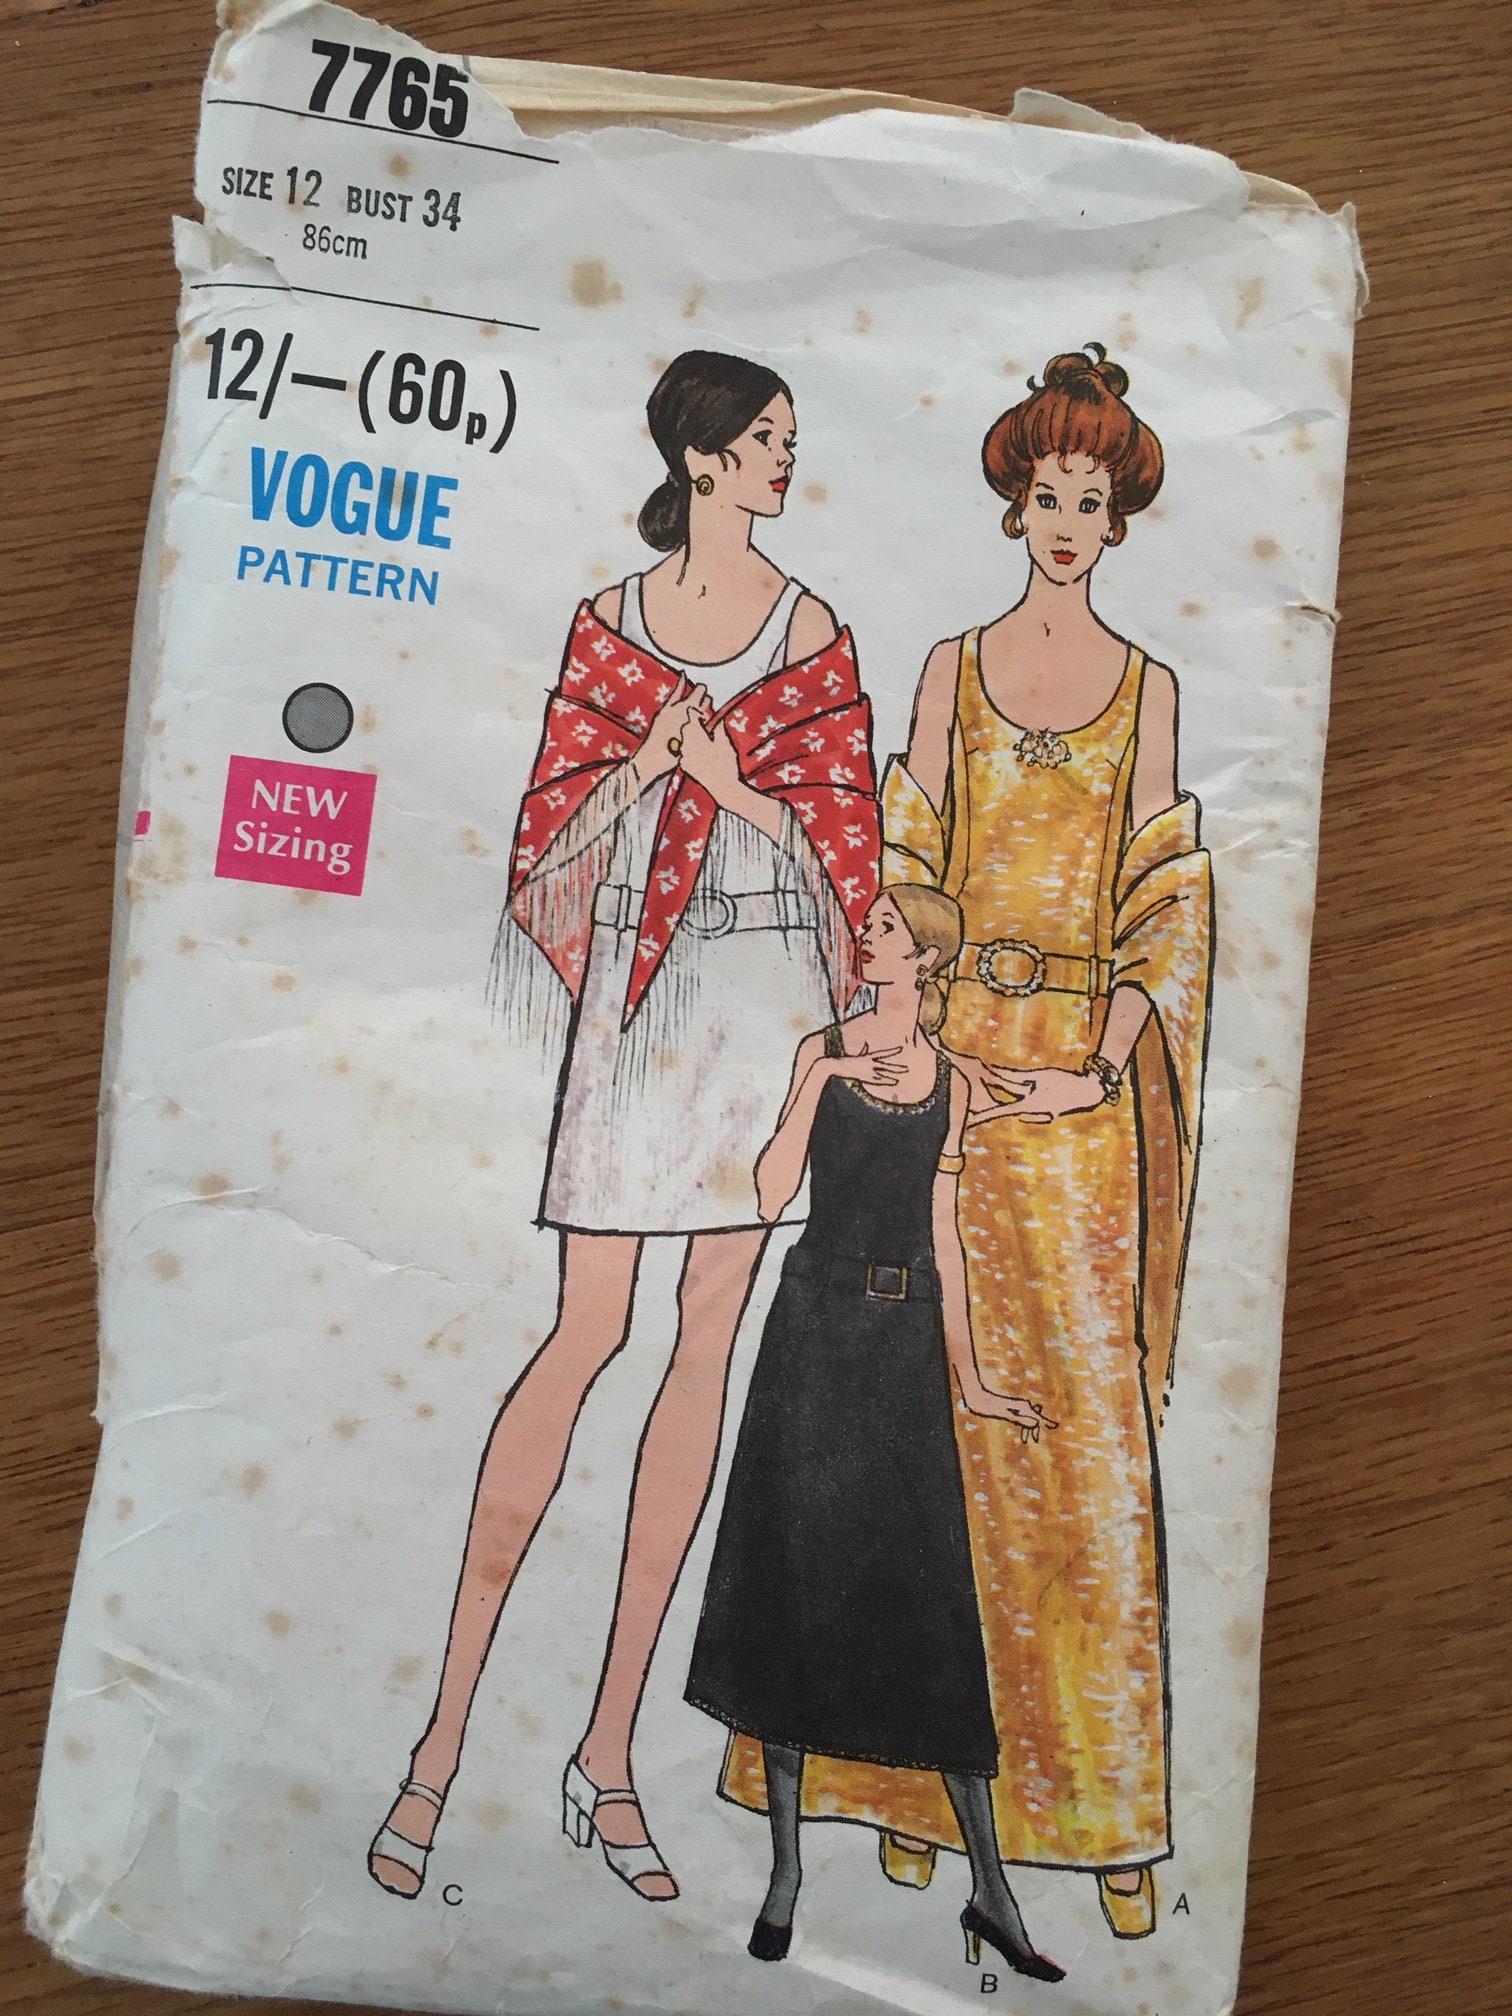 7765
SIZE 12 BUST 34
86cm
12/–(60p)
VOGUE
PATTERN
NEW
Sizing
C
A
B